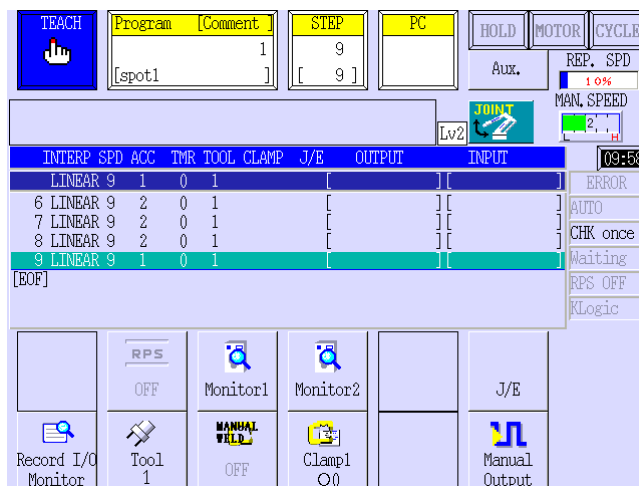 TEACH
Program [Comment ]
1
[spot1 ]
STEP
9
[ 9 ]
PC
HOLD MOTOR CYCLE
Aux.
REP. SPD
10%
MAN.SPEED
2
L H
Lv2
JOINT
INTERP SPD ACC TMR TOOL CLAMP J/E OUTPUT INPUT
09:58
LINEAR 9 1 0 1 [ ][ ]
6 LINEAR 9 2 0 1 [ ][ ]
7 LINEAR 9 2 0 1 [ ][ ]
8 LINEAR 9 2 0 1 [ ][ ]
9 LINEAR 9 1 0 1 [ ][ ]
[EOF]
ERROR
AUTO
CHK once
Waiting
RPS OFF
KLogic
RPS
OFF
Monitor1
Monitor2
J/E
Record I/O
Monitor
Tool
1
MANUAL
WELD
OFF
Clamp1
O()
Manual
Output